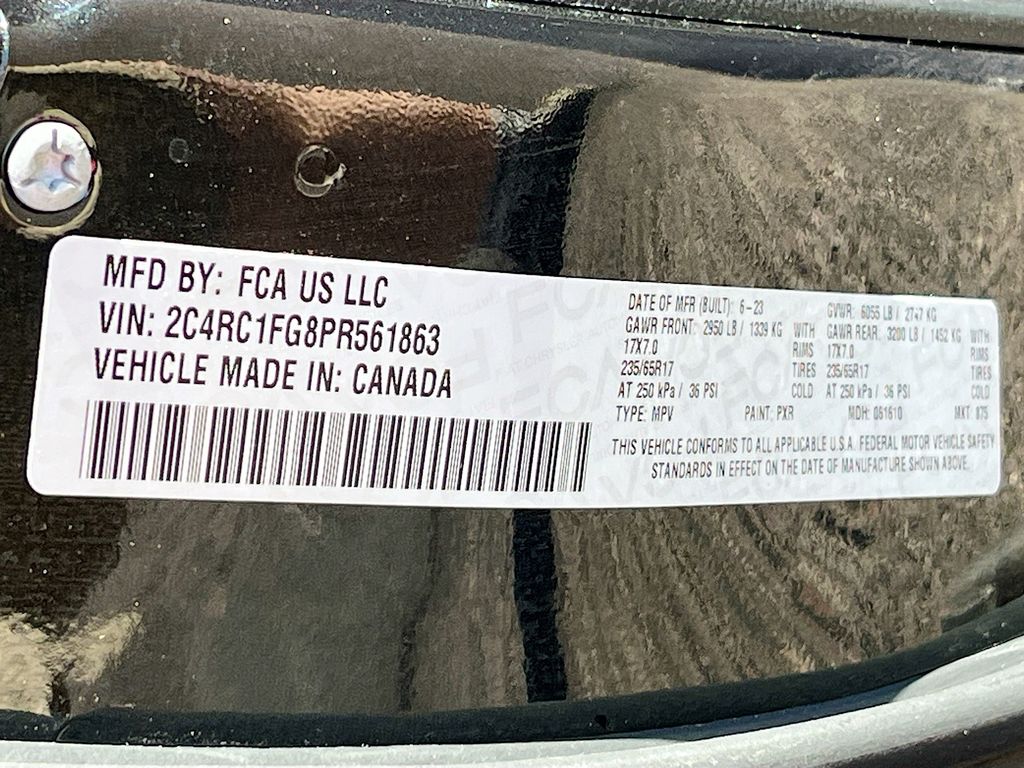 MFD BY: FCA US LLC
VIN: 2C4RC1FG8PR561863
VEHICLE MADE IN: CANADA
DATE OF MFR (BUILT): 6-23 GVWR: 6055 LB / 2747 KG
GAWR FRONT: 2950 LB / 1339 KG WITH GAWR REAR: 3200 LB / 1452 KG WITH
17X7.0 RIMS 17X7.0 RIMS
235/65R17 TIRES 235/65R17 TIRES
AT 250 kPa / 36 PSI COLD AT 250 kPa / 36 PSI COLD
TYPE: MPV PAINT: PXR MDH: 061610 MKT: 875
THIS VEHICLE CONFORMS TO ALL APPLICABLE U.S.A. FEDERAL MOTOR VEHICLE SAFETY
STANDARDS IN EFFECT ON THE DATE OF MANUFACTURE SHOWN ABOVE.